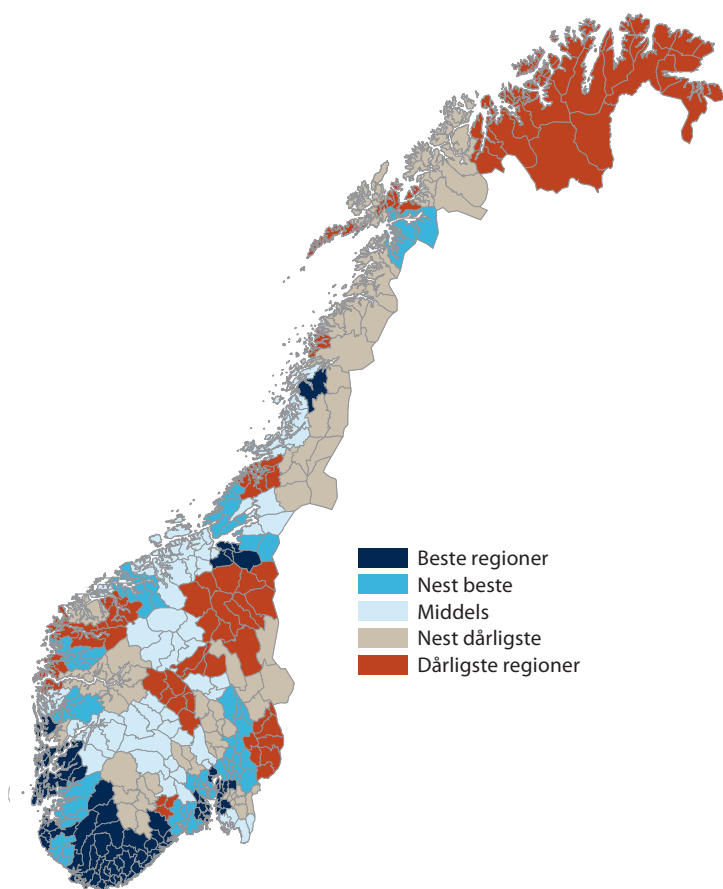 Beste regioner
Nest beste
Middels
Nest dårligste
Dårligste regioner